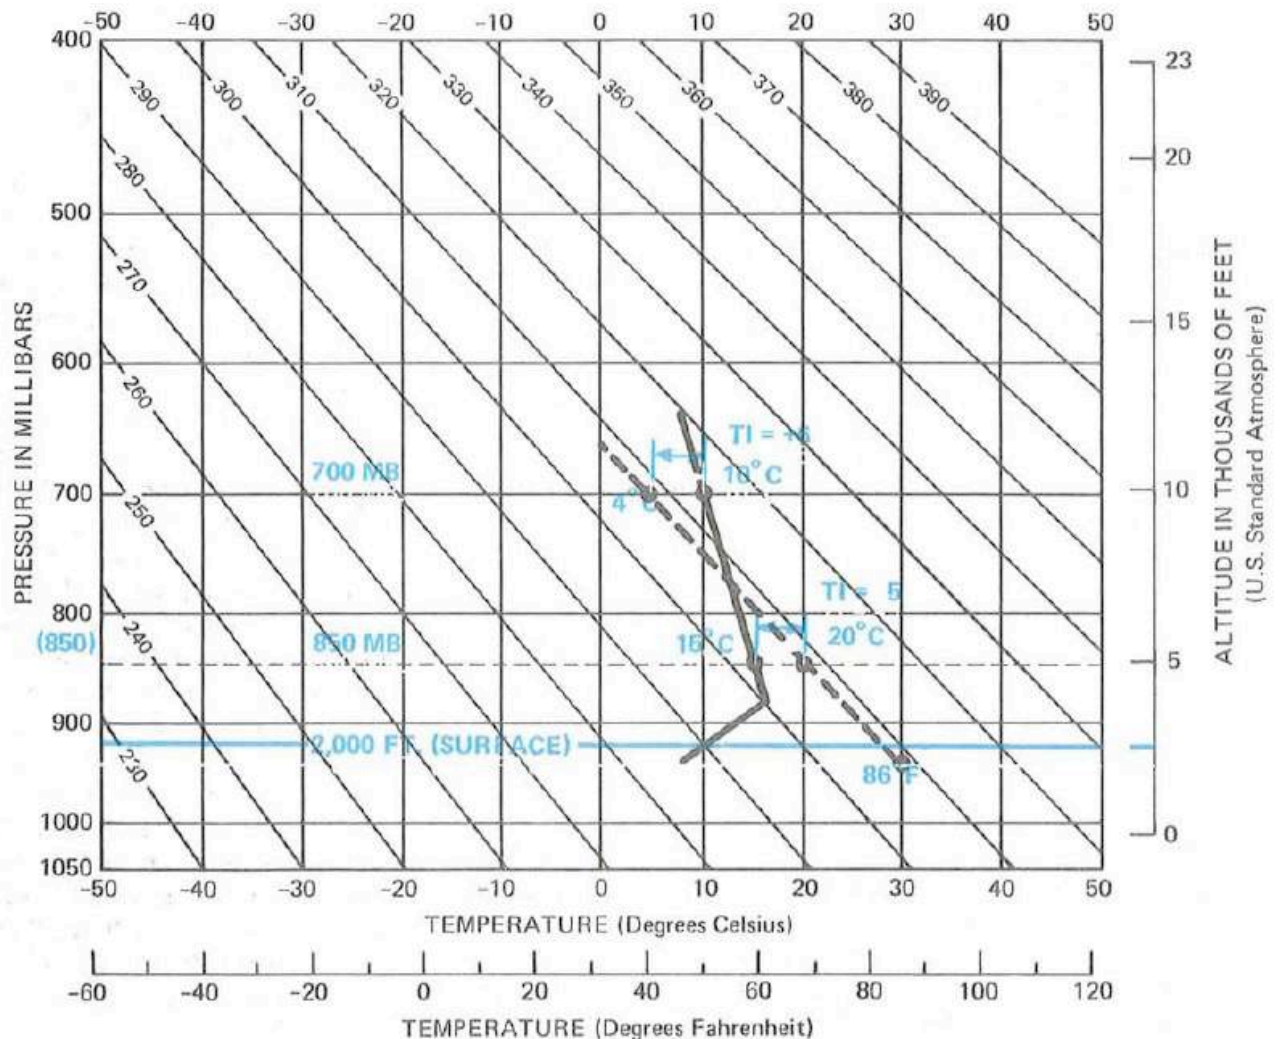 -50 -40 -30 -20 -10 0 10 20 30 40 50
400
290 300 310 320 330 340 350 360 370 380 390
23
20
280
500
270
15
600
260
TI = +6
700 MB
10°C
700
4°C
10
250
TI = 5
800
240
(850)
850 MB
16°C
20°C
5
900
2,000 FT. (SURFACE)
230
86°F
1000
0
1050
-50 -40 -30 -20 -10 0 10 20 30 40 50
TEMPERATURE (Degrees Celsius)
-60 -40 -20 0 20 40 60 80 100 120
TEMPERATURE (Degrees Fahrenheit)
PRESSURE IN MILLIBARS
ALTITUDE IN THOUSANDS OF FEET
(U.S. Standard Atmosphere)